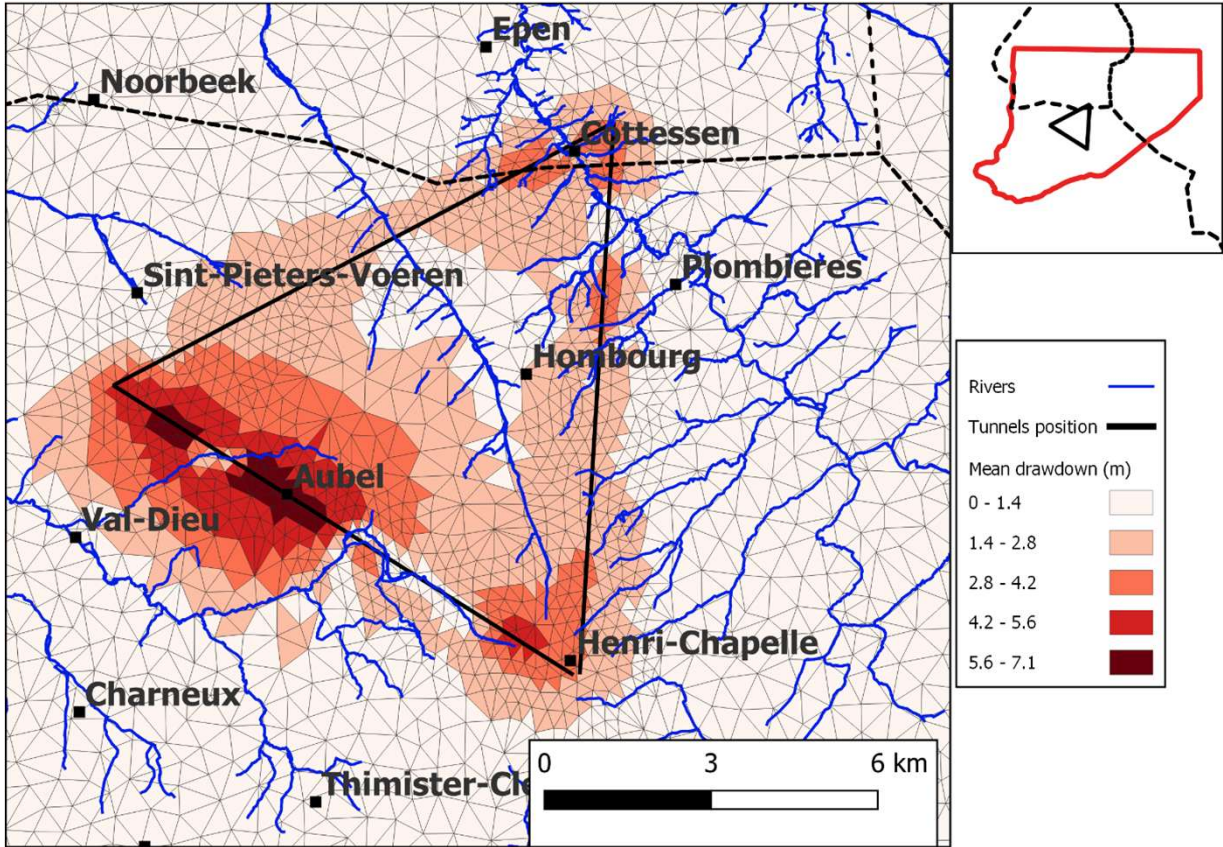 Epen
Noorbeek
Cottessen
Sint-Pieters-Voeren
Plombieres
Hombourg
Aubel
Val-Dieu
Henri-Chapelle
Charneux
Thimister-Cle
0 3 6 km
Rivers
Tunnels position
Mean drawdown (m)
0 - 1.4
1.4 - 2.8
2.8 - 4.2
4.2 - 5.6
5.6 - 7.1